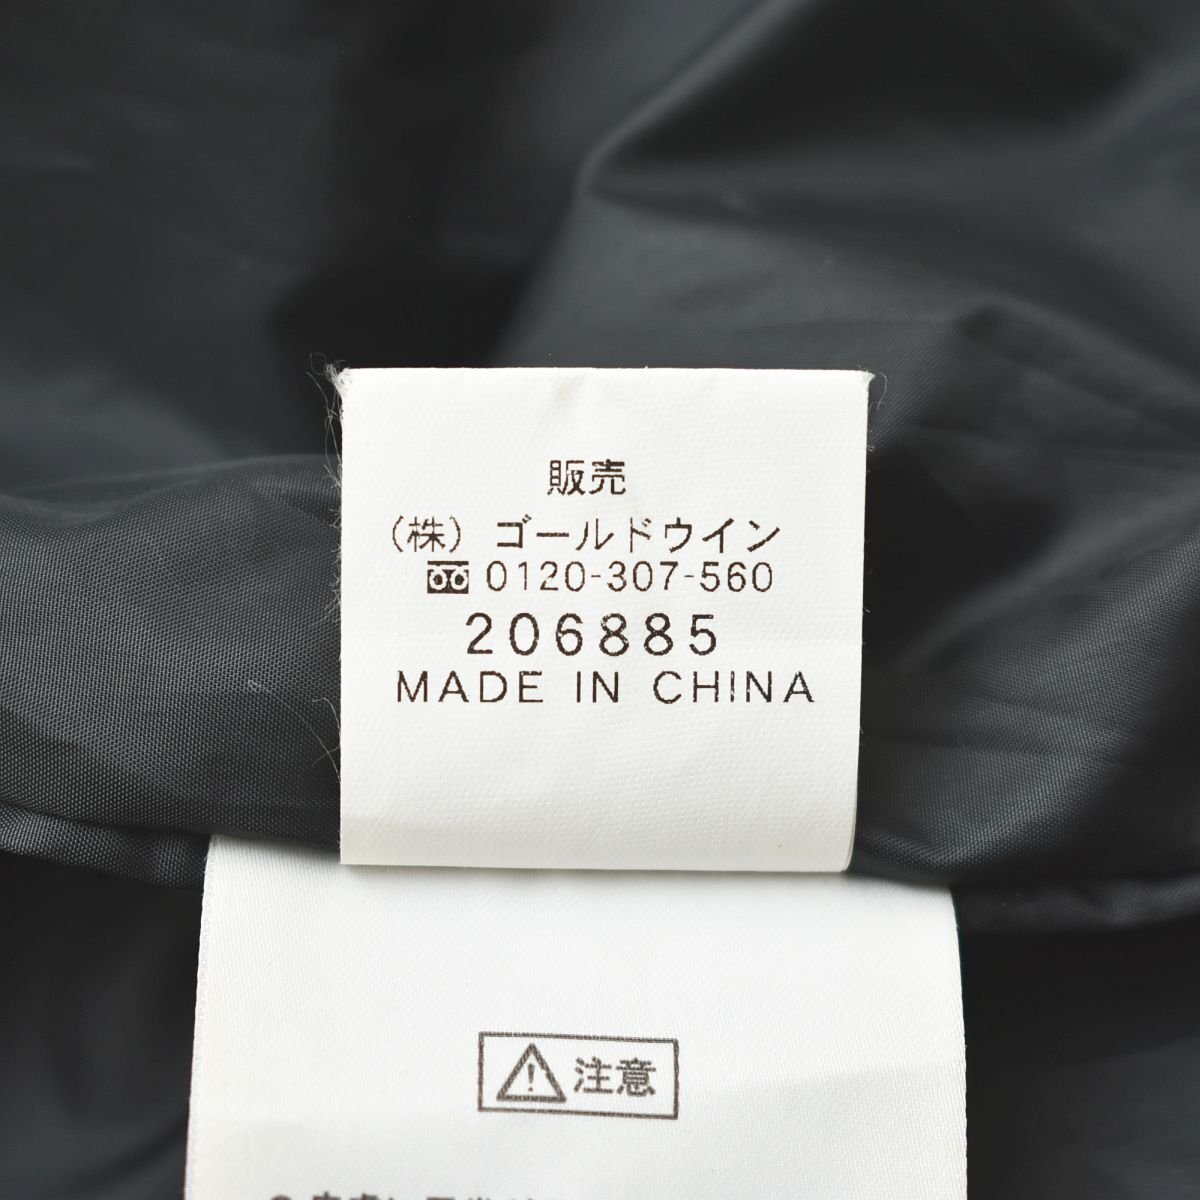 販売
(株) ゴールドウイン
0120-307-560
206885
MADE IN CHINA
注意